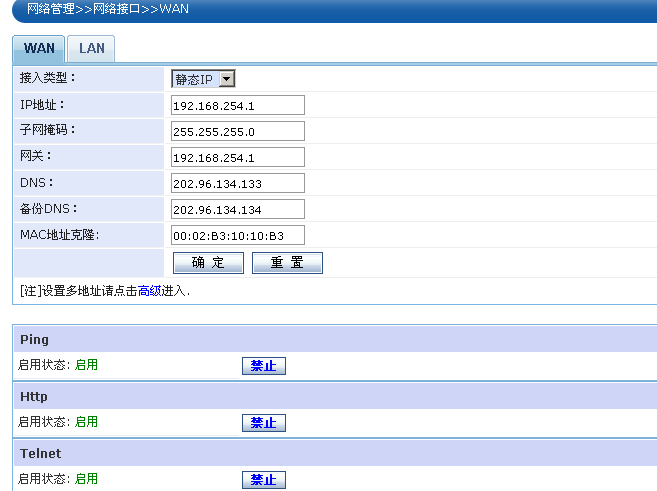 网络管理>>网络接口>>WAN
WAN LAN
接入类型： 静态IP
IP地址： 192.168.254.1
子网掩码： 255.255.255.0
网关： 192.168.254.1
DNS： 202.96.134.133
备份DNS： 202.96.134.134
MAC地址克隆: 00:02:B3:10:10:B3
确 定 重 置
[注]设置多地址请点击高级进入.
Ping
启用状态: 启用 禁止
Http
启用状态: 启用 禁止
Telnet
启用状态: 启用 禁止